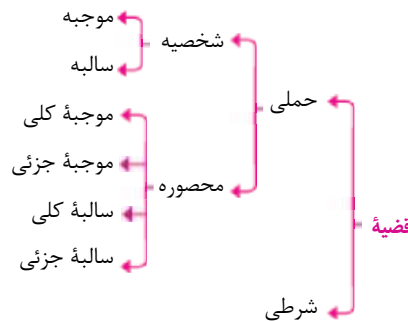 قضیهٔ
حملی
شرطی
شخصیه
محصوره
موجبه
سالبه
موجبهٔ کلی
موجبهٔ جزئی
سالبهٔ کلی
سالبهٔ جزئی